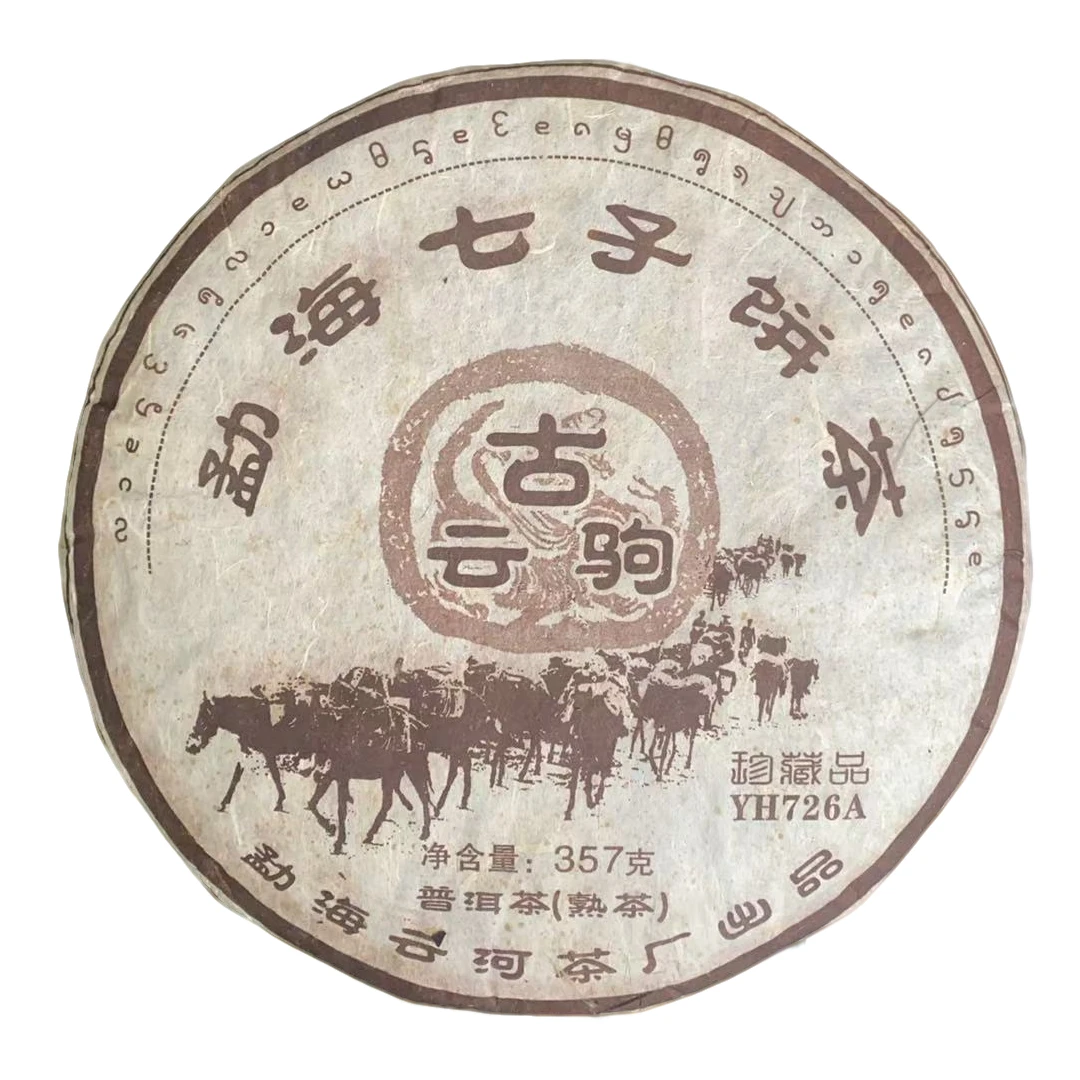 勐海七子饼茶
古
云驹
珍藏品
YH726A
净含量：357克
普洱茶(熟茶)
勐海云河茶厂出品